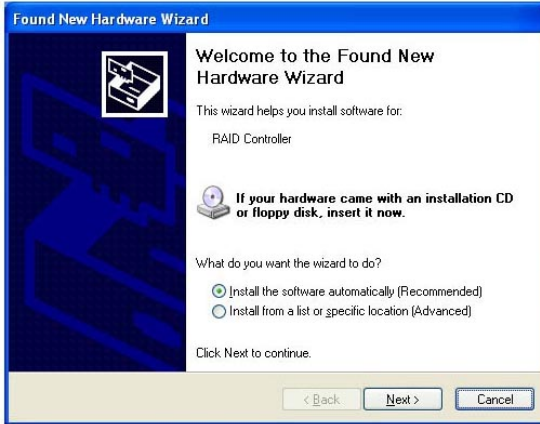 Found New Hardware Wizard
Welcome to the Found New
Hardware Wizard
This wizard helps you install software for:
RAID Controller
If your hardware came with an installation CD
or floppy disk, insert it now.
What do you want the wizard to do?
Install the software automatically (Recommended)
Install from a list or specific location (Advanced)
Click Next to continue.
< Back Next > Cancel